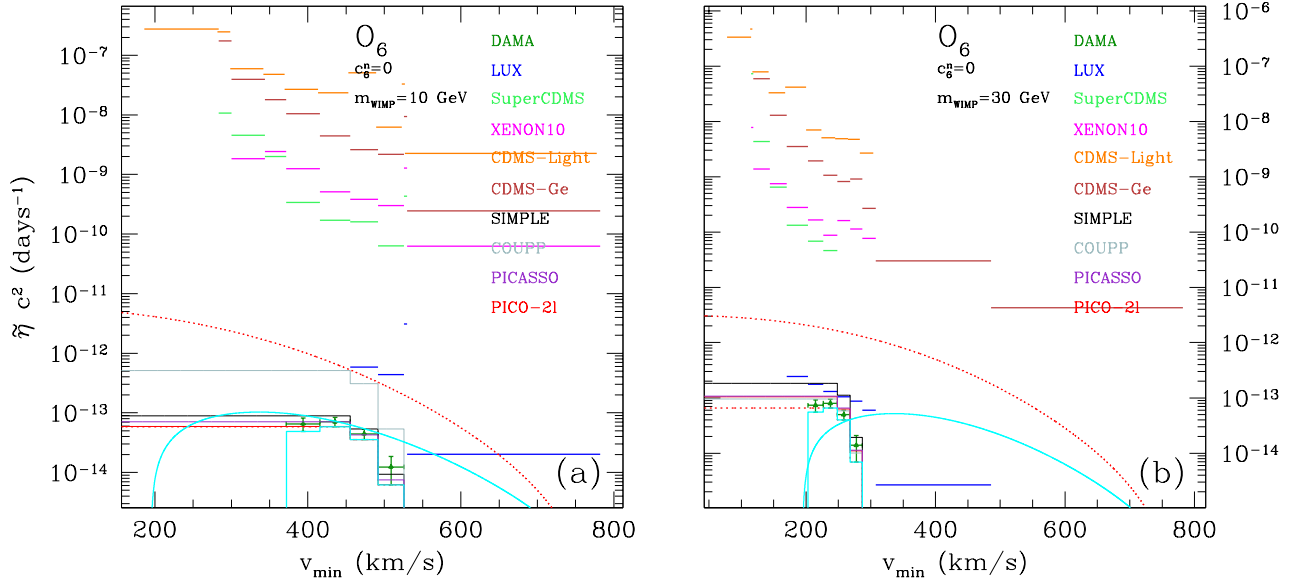 O₆
c₆ⁿ=0
m_WIMP=10 GeV
DAMA
LUX
SuperCDMS
XENON10
CDMS-Light
CDMS-Ge
SIMPLE
COUPP
PICASSO
PICO-2l
(a)
10⁻⁷
10⁻⁸
10⁻⁹
10⁻¹⁰
10⁻¹¹
10⁻¹²
10⁻¹³
10⁻¹⁴
η̃ c² (days⁻¹)
200 400 600 800
v_min (km/s)
O₆
c₆ⁿ=0
m_WIMP=30 GeV
DAMA
LUX
SuperCDMS
XENON10
CDMS-Light
CDMS-Ge
SIMPLE
COUPP
PICASSO
PICO-2l
(b)
10⁻⁶
10⁻⁷
10⁻⁸
10⁻⁹
10⁻¹⁰
10⁻¹¹
10⁻¹²
10⁻¹³
10⁻¹⁴
200 400 600 800
v_min (km/s)